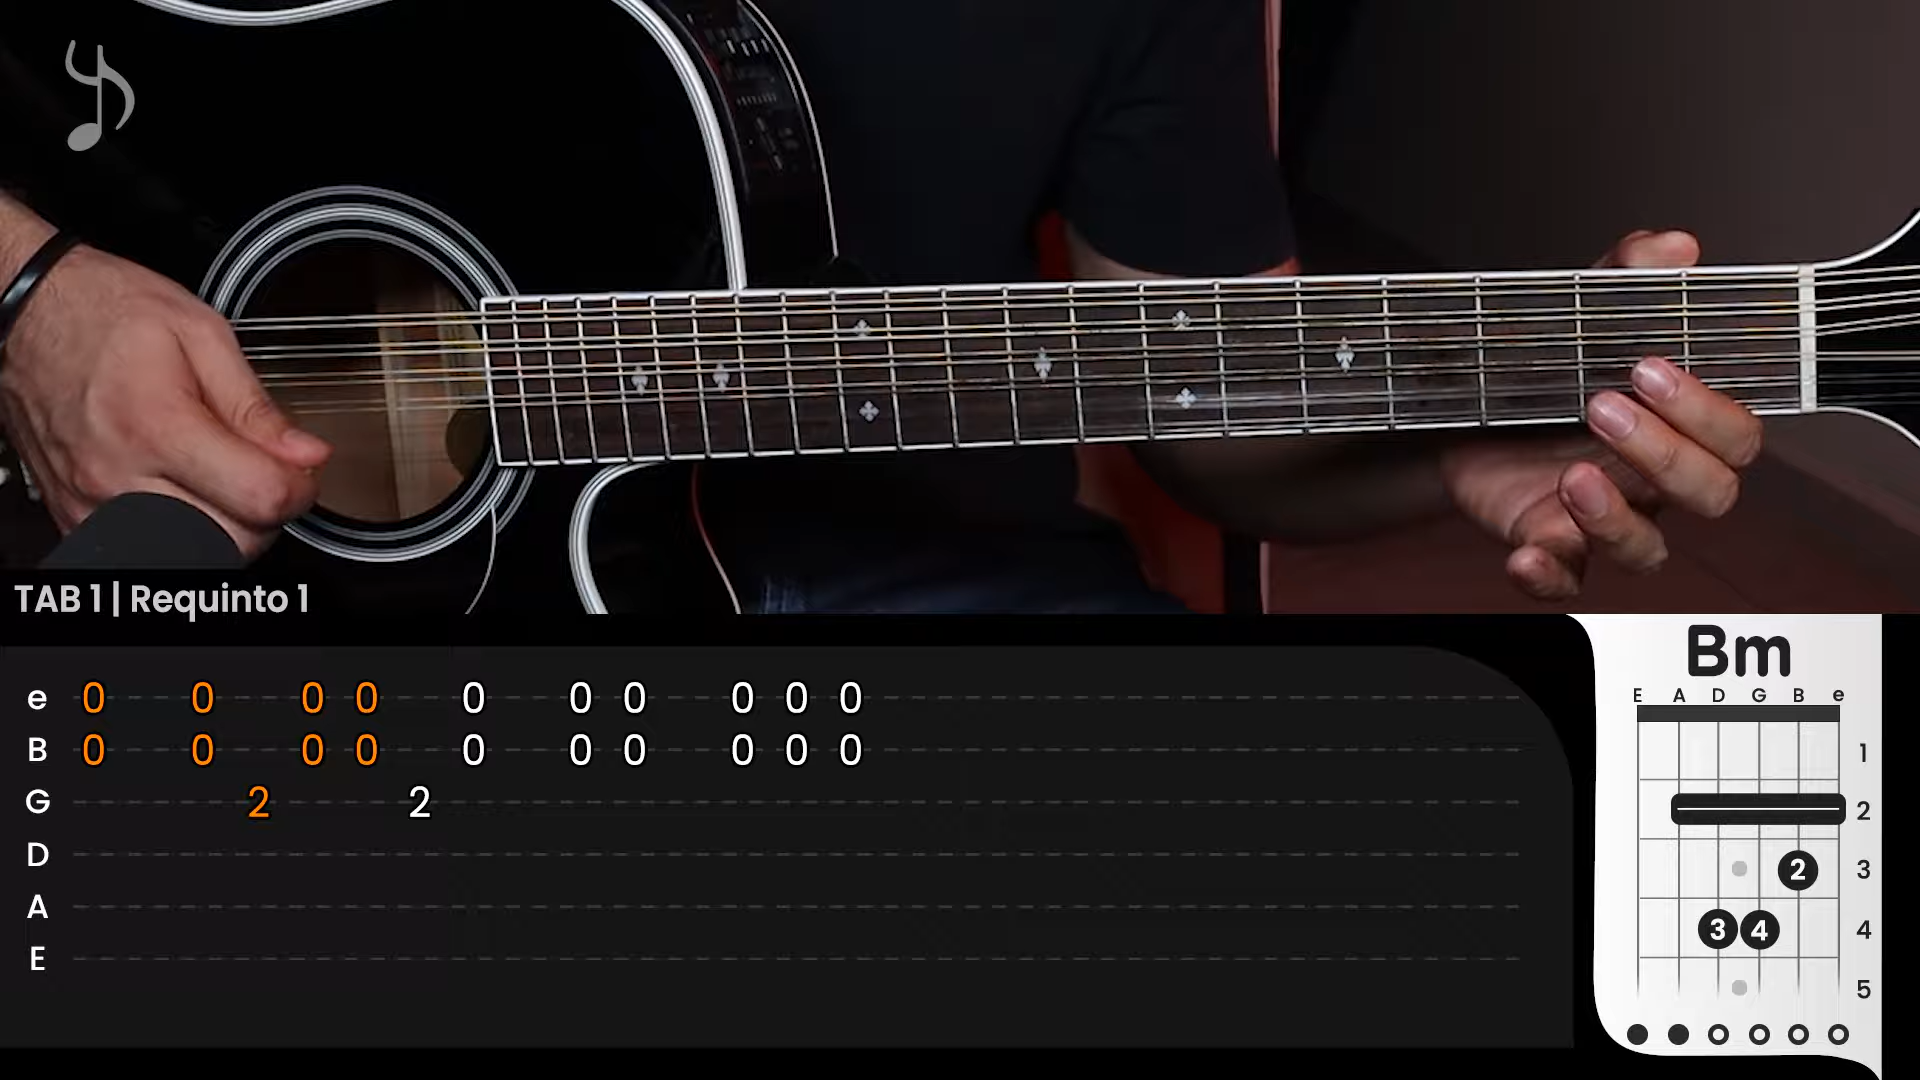 TAB 1 | Requinto 1
Bm
E A D G B e
e 0 0 0 0 0 0 0 0 0 0
B 0 0 0 0 0 0 0 0 0 0
G 2 2
D
A
E
1
2
2 3
3 4 4
5